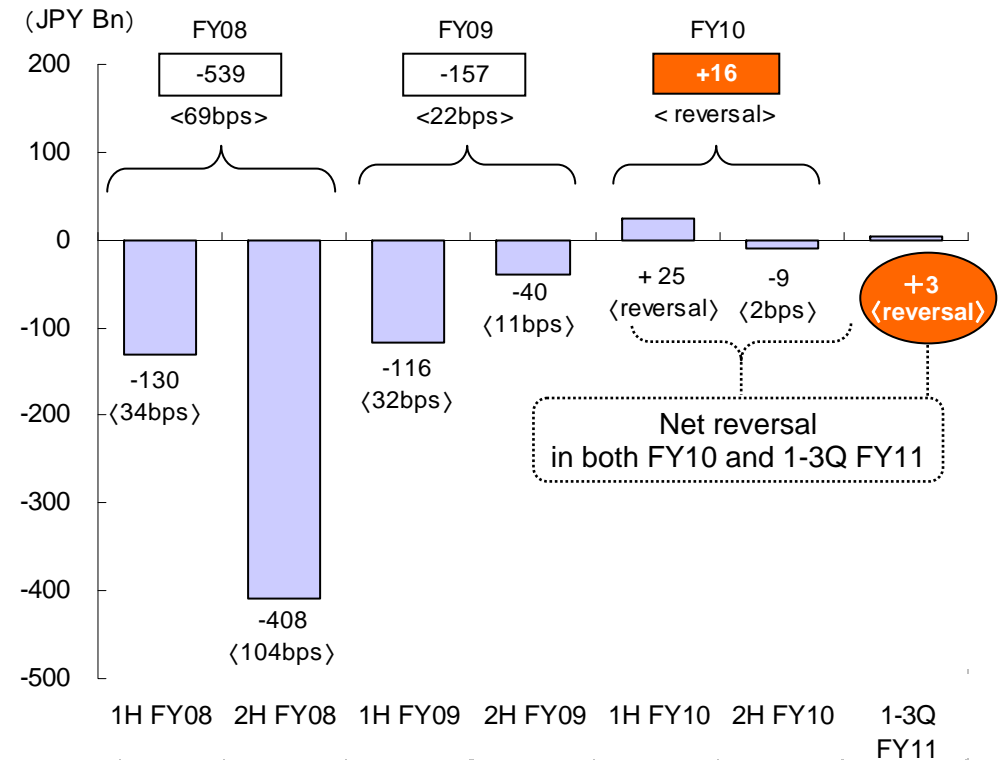 (JPY Bn)
FY08
FY09
FY10
-539
-157
+16
<69bps>
<22bps>
< reversal>
200
100
0
-100
-200
-300
-400
-500
-130
〈34bps〉
-408
〈104bps〉
-116
〈32bps〉
-40
〈11bps〉
+ 25
〈reversal〉
-9
〈2bps〉
+3
〈reversal〉
Net reversal
in both FY10 and 1-3Q FY11
1H FY08
2H FY08
1H FY09
2H FY09
1H FY10
2H FY10
1-3Q
FY11